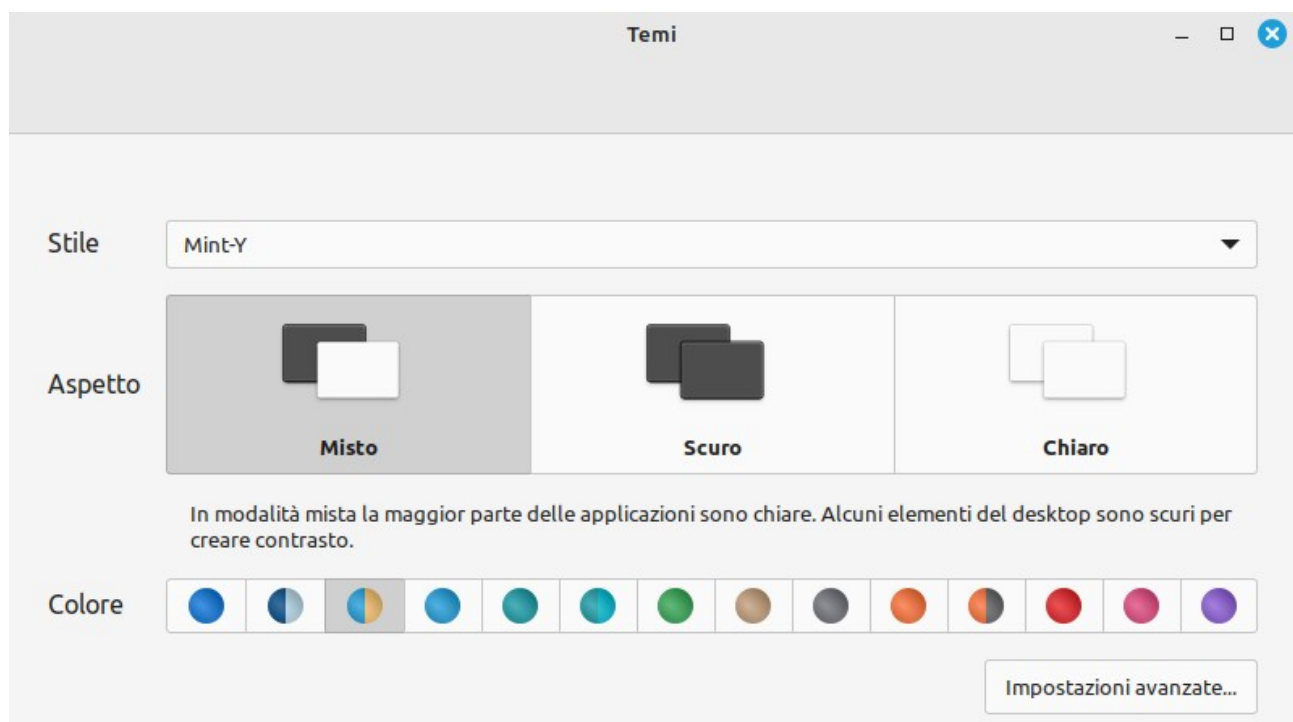 Temi
Stile
Mint-Y
Aspetto
Misto
Scuro
Chiaro
In modalità mista la maggior parte delle applicazioni sono chiare. Alcuni elementi del desktop sono scuri per
creare contrasto.
Colore
Impostazioni avanzate...